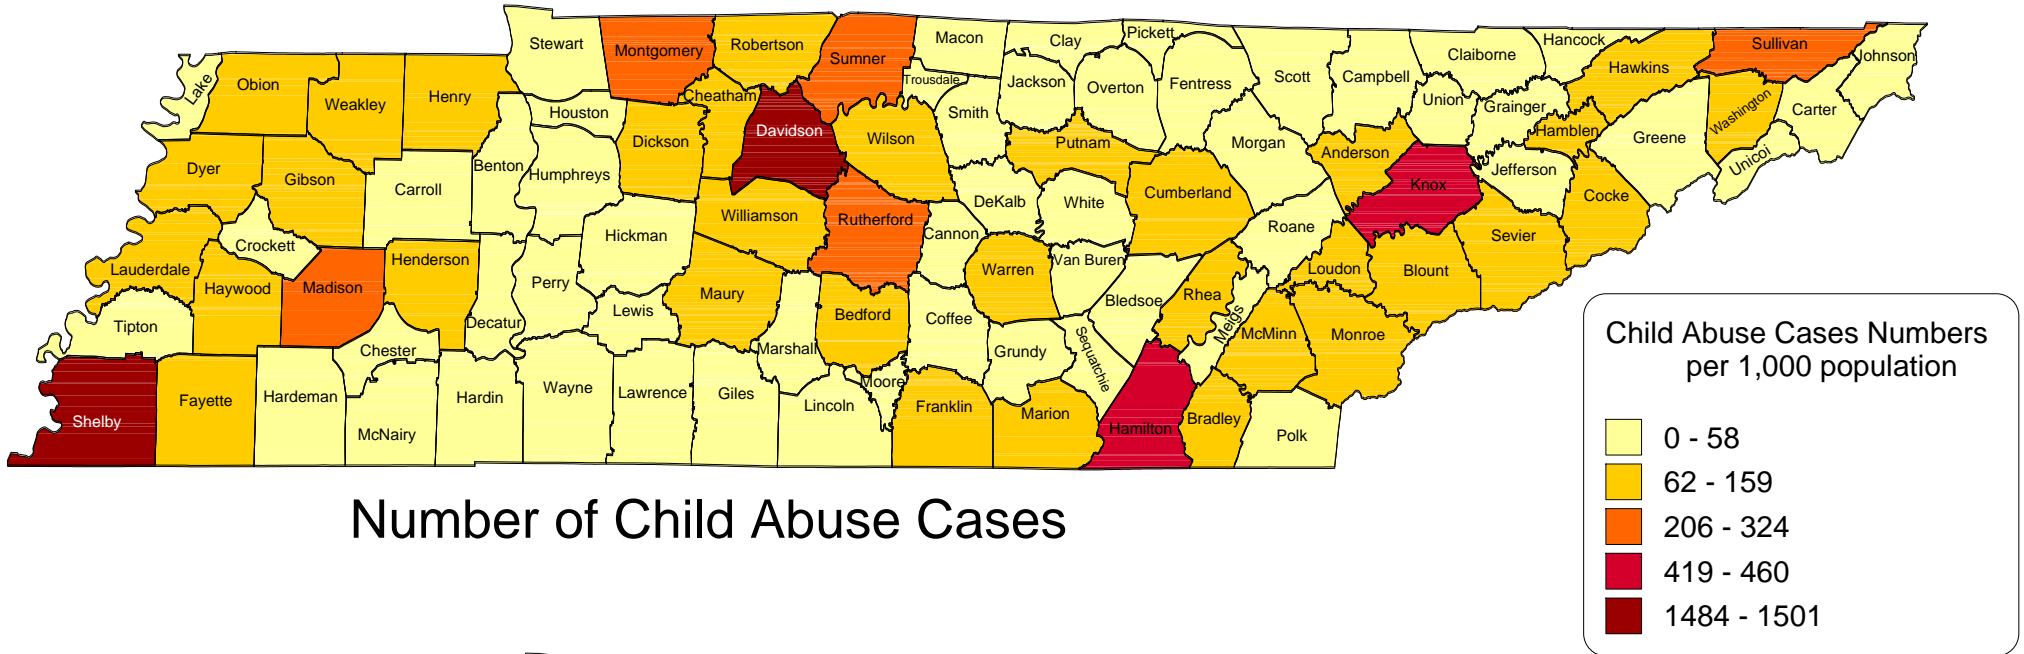 Stewart
Montgomery
Robertson
Sumner
Macon
Clay
Pickett
Hancock
Sullivan
Johnson
Lake
Obion
Weakley
Henry
Houston
Cheatham
Trousdale
Jackson
Overton
Fentress
Scott
Campbell
Claiborne
Union
Grainger
Hawkins
Washington
Carter
Dyer
Gibson
Carroll
Benton
Humphreys
Dickson
Davidson
Wilson
Smith
Putnam
Morgan
Anderson
Knox
Jefferson
Hamblen
Greene
Unicoi
Crockett
Williamson
Rutherford
DeKalb
White
Cumberland
Roane
Cocke
Sevier
Lauderdale
Haywood
Madison
Henderson
Hickman
Perry
Cannon
Warren
Van Buren
Bledsoe
Rhea
Loudon
Blount
Tipton
Chester
Decatur
Lewis
Maury
Marshall
Bedford
Coffee
Grundy
Sequatchie
Meigs
McMinn
Monroe
Shelby
Fayette
Hardeman
McNairy
Hardin
Wayne
Lawrence
Giles
Lincoln
Moore
Franklin
Marion
Hamilton
Bradley
Polk
Number of Child Abuse Cases
Child Abuse Cases Numbers
per 1,000 population
0 - 58
62 - 159
206 - 324
419 - 460
1484 - 1501